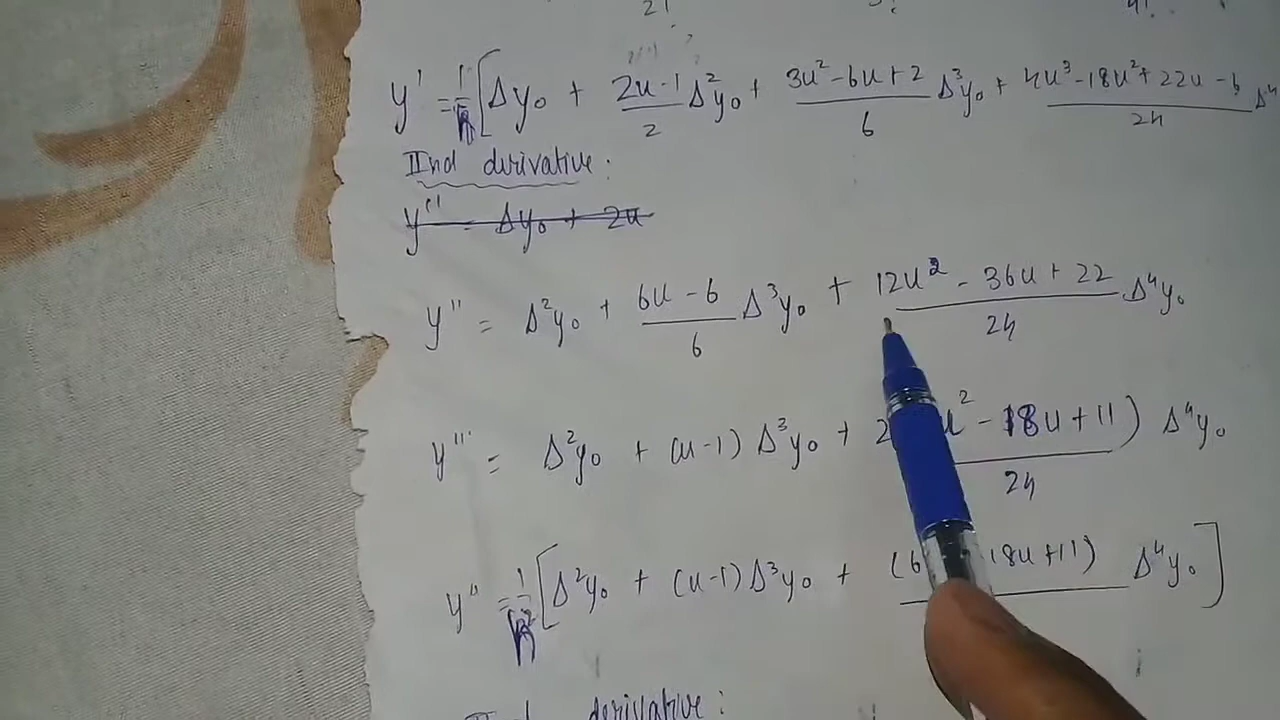 2! 4!
y' = 1/h [Δy₀ + (2u-1)/2 Δ²y₀ + (3u²-6u+2)/6 Δ³y₀ + (4u³-18u²+22u-6)/24 Δ⁴
IInd derivative:
y'' = Δy₀ + 2u
y'' = Δ²y₀ + (6u-6)/6 Δ³y₀ + (12u²-36u+22)/24 Δ⁴y₀
y'' = Δ²y₀ + (u-1) Δ³y₀ + 2 u²-18u+11)/24 Δ⁴y₀
y'' = 1/h² [Δ²y₀ + (u-1)Δ³y₀ + (6 18u+11) Δ⁴y₀]
derivative: